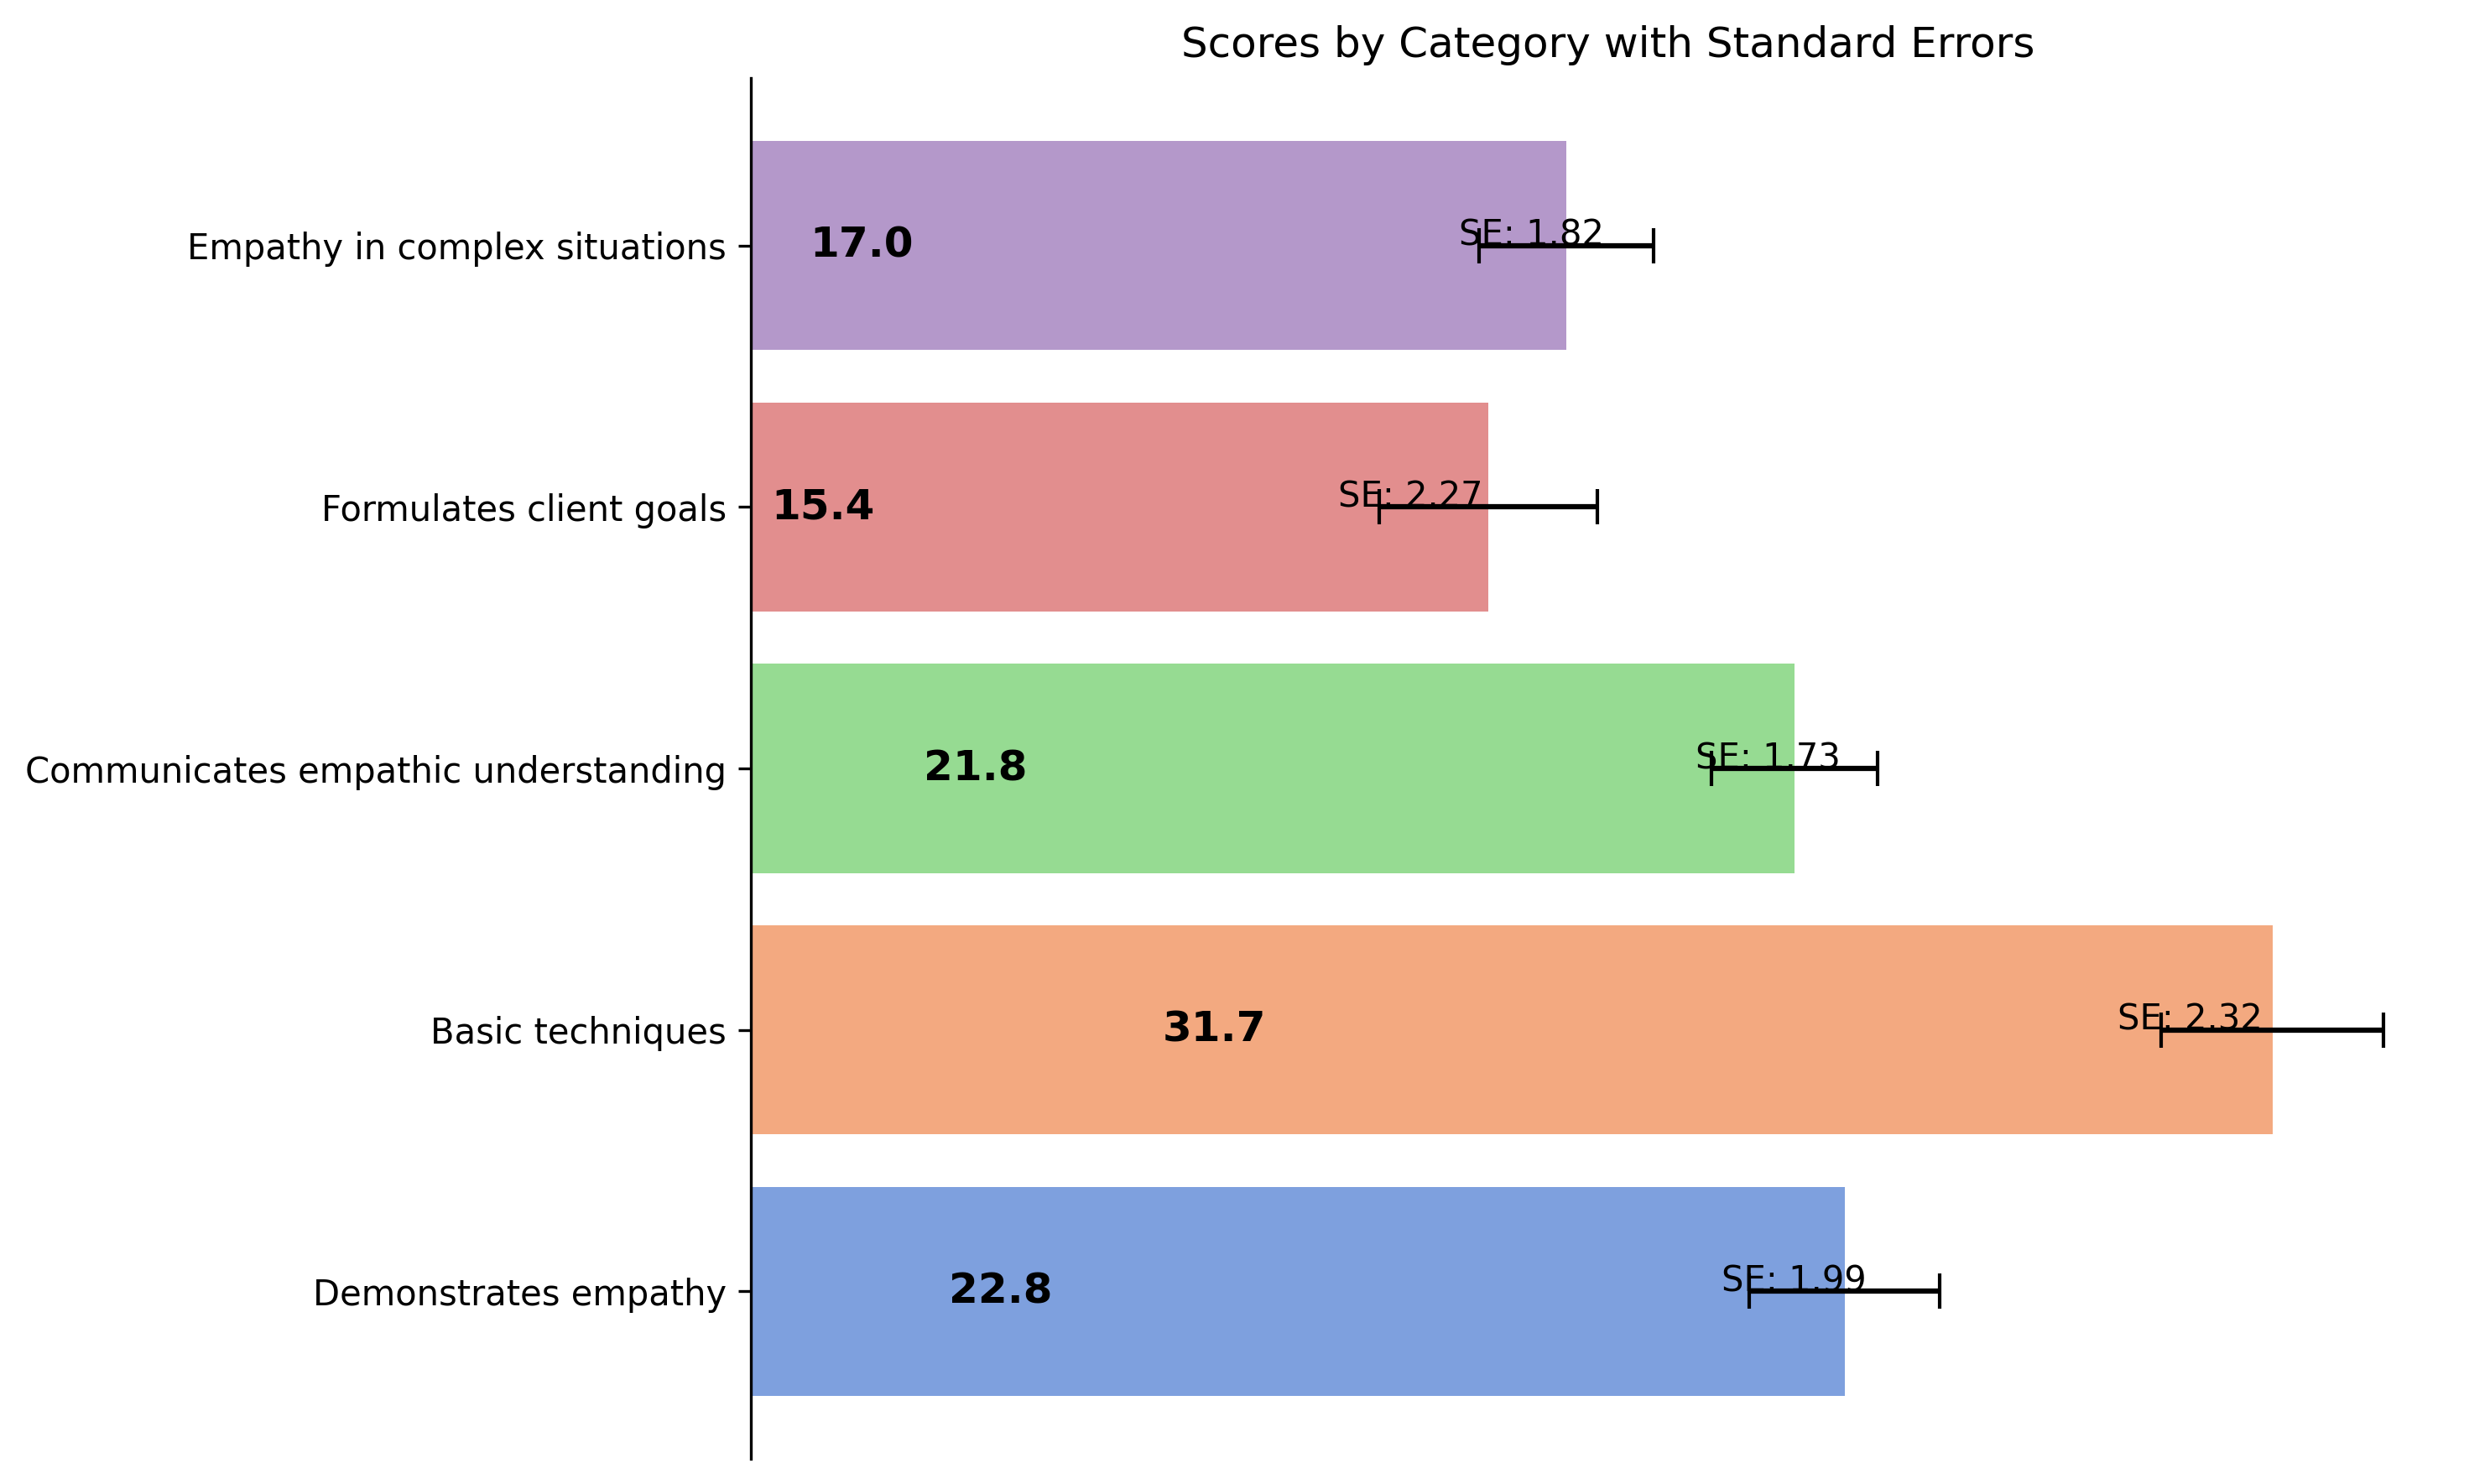 Scores by Category with Standard Errors
Empathy in complex situations
17.0
SE: 1.82
Formulates client goals
15.4
SE: 2.27
Communicates empathic understanding
21.8
SE: 1.73
Basic techniques
31.7
SE: 2.32
Demonstrates empathy
22.8
SE: 1.99